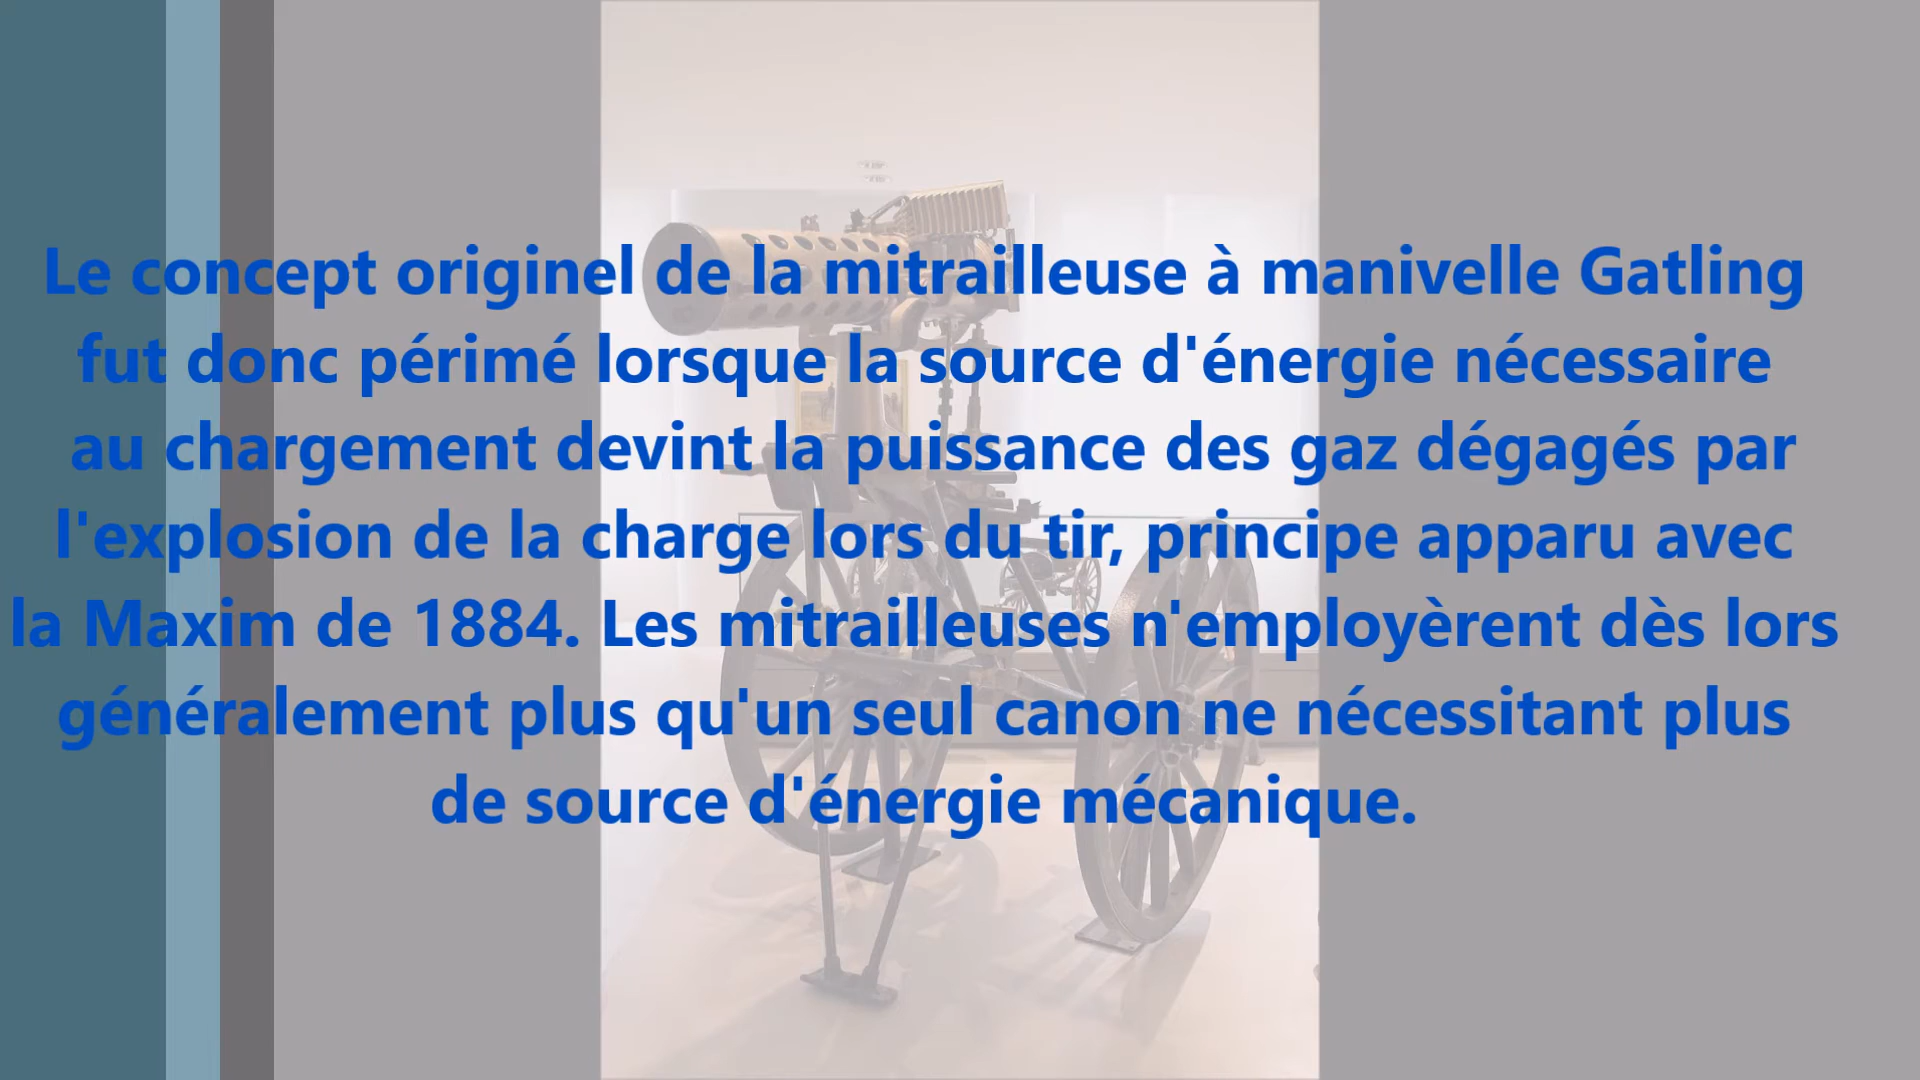 Le concept originel de la mitrailleuse à manivelle Gatling
fut donc périmé lorsque la source d'énergie nécessaire
au chargement devint la puissance des gaz dégagés par
l'explosion de la charge lors du tir, principe apparu avec
la Maxim de 1884. Les mitrailleuses n'employèrent dès lors
généralement plus qu'un seul canon ne nécessitant plus
de source d'énergie mécanique.